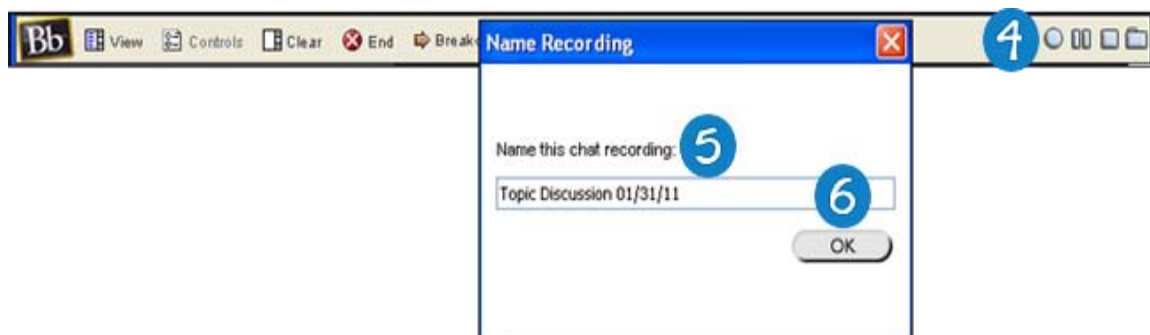 Bb View Controls Clear End Break
Name Recording
4
Name this chat recording: 5
Topic Discussion 01/31/11
6
OK